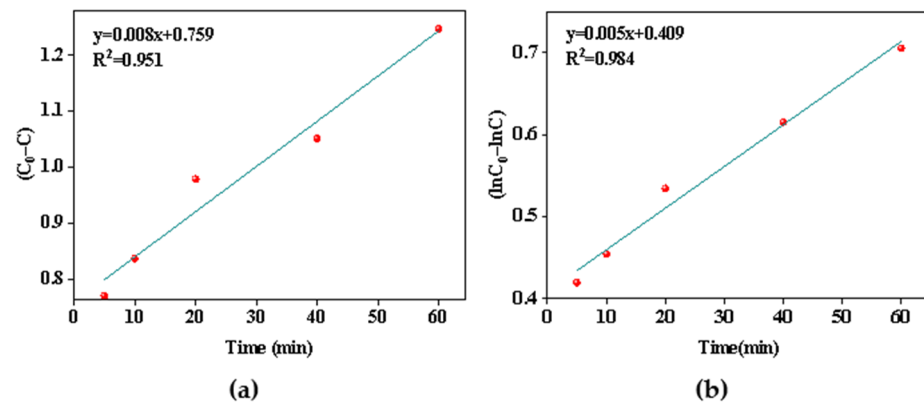 y=0.008x+0.759
R²=0.951
1.2
1.0
0.9
0.8
0 10 20 30 40 50 60
(C₀−C)
Time (min)
(a)
y=0.005x+0.409
R²=0.984
0.7
0.6
0.5
0.4
0 10 20 30 40 50 60
(lnC₀−lnC)
Time(min)
(b)